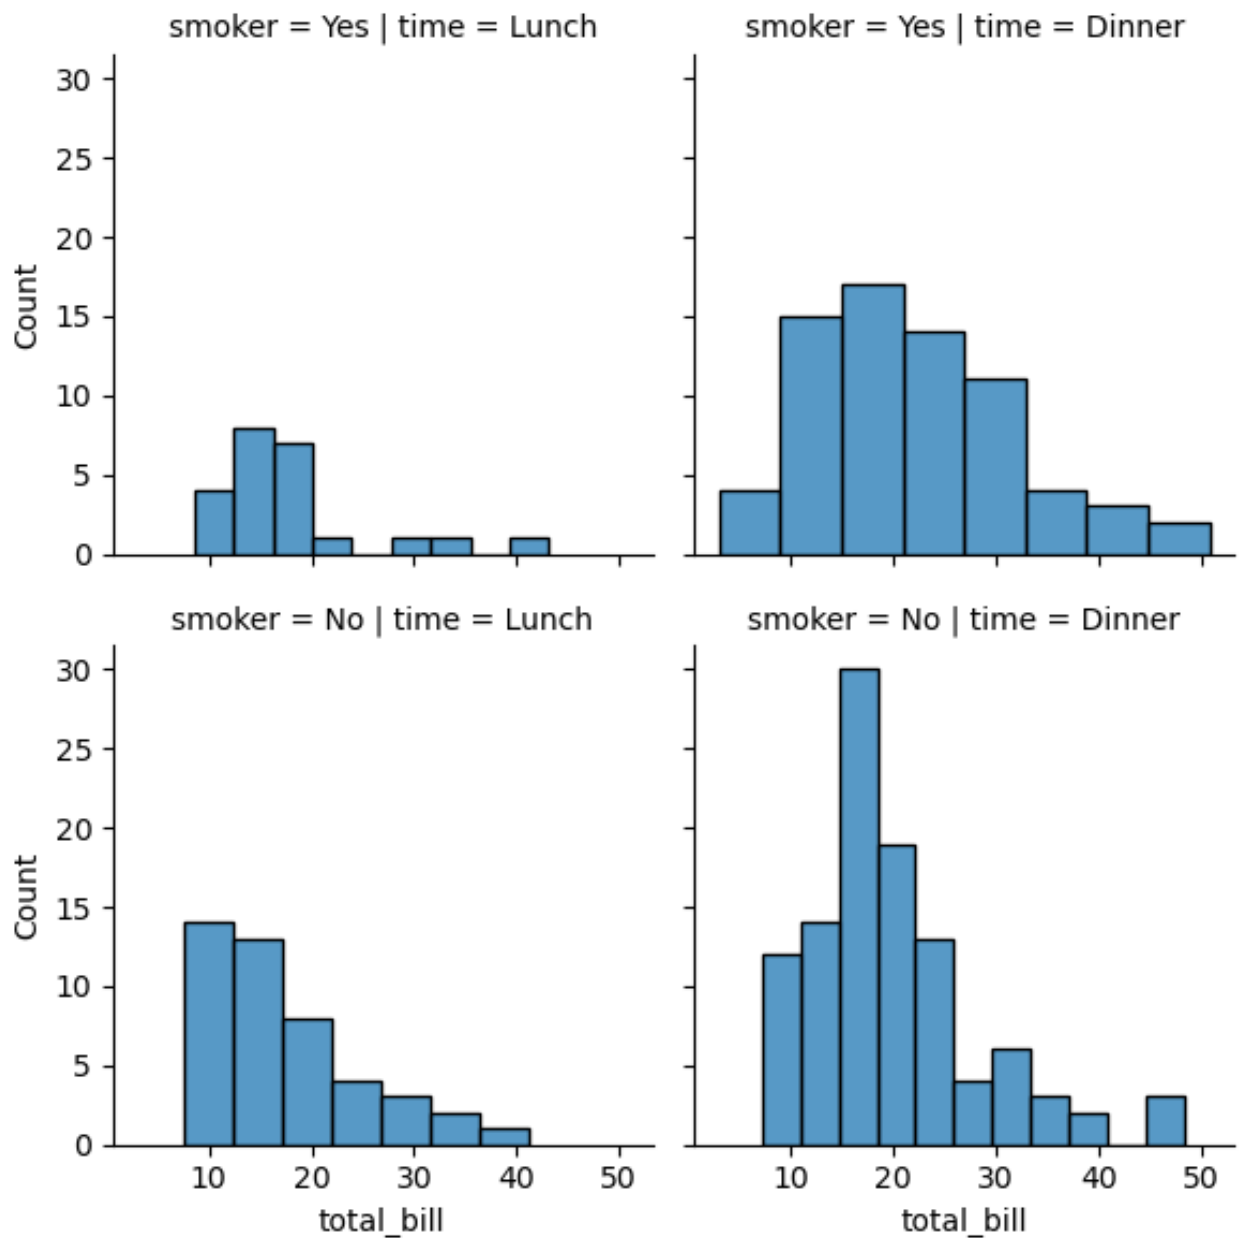 smoker = Yes | time = Lunch
smoker = Yes | time = Dinner
30
25
20
15
10
5
0
Count
smoker = No | time = Lunch
smoker = No | time = Dinner
30
25
20
15
10
5
0
Count
10 20 30 40 50
10 20 30 40 50
total_bill
total_bill